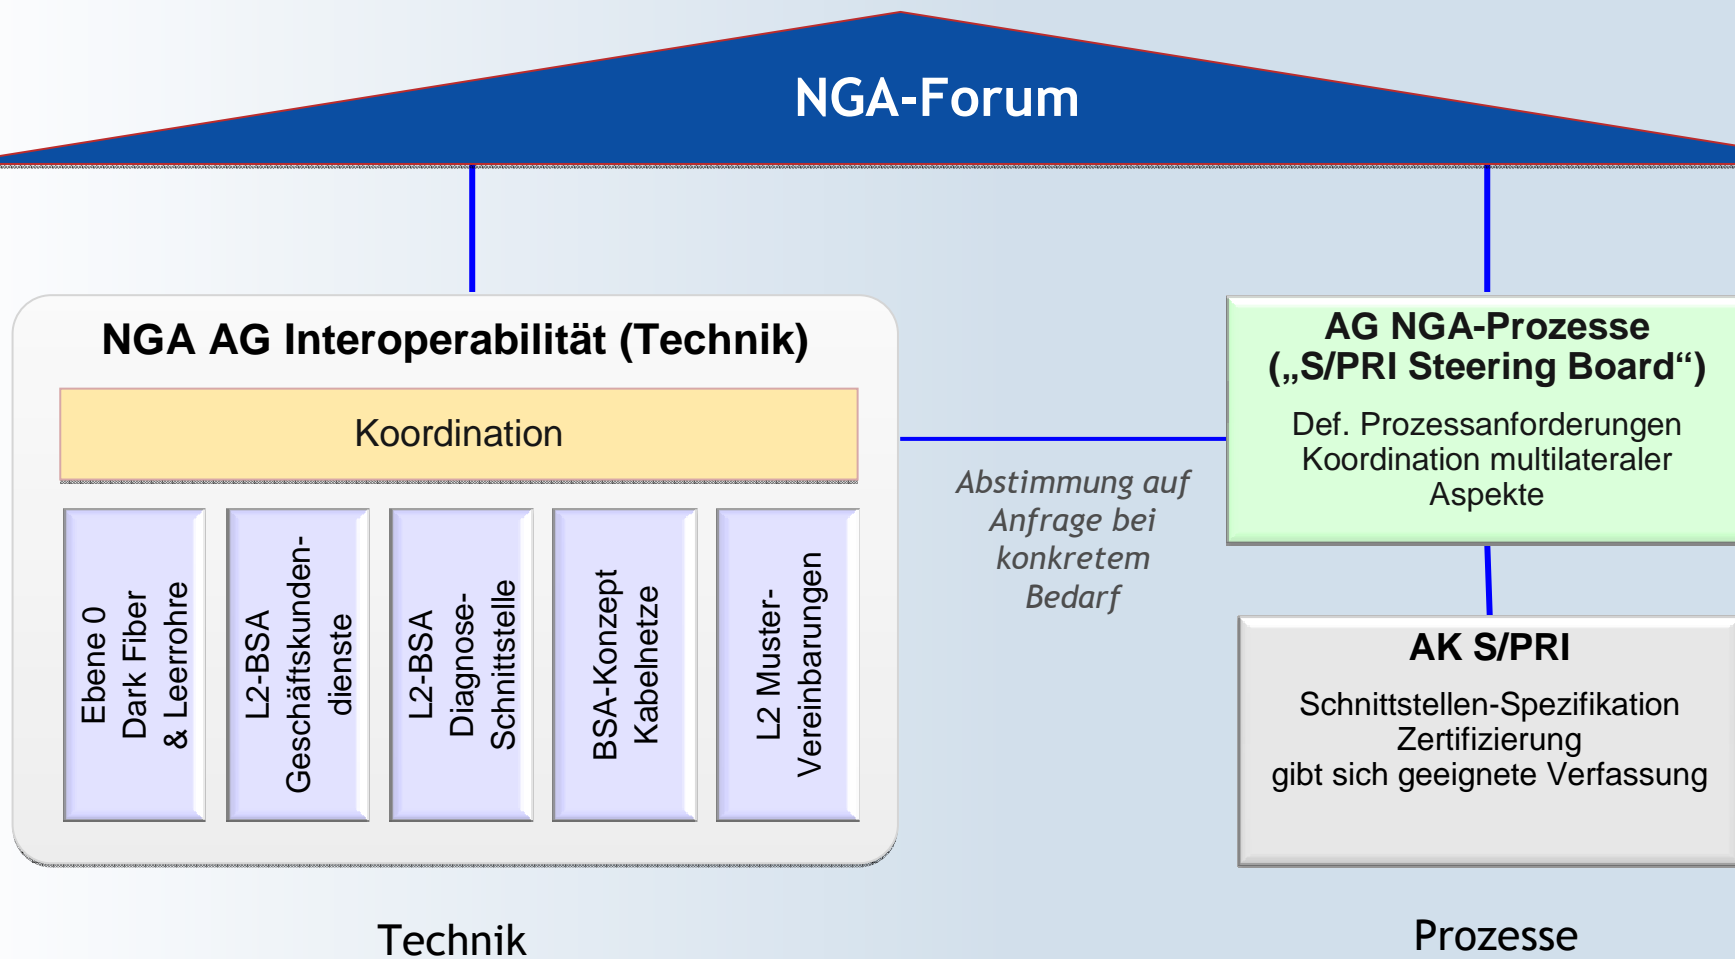 NGA-Forum
NGA AG Interoperabilität (Technik)
Koordination
Ebene 0
Dark Fiber
& Leerrohre
L2-BSA
Geschäftskunden-
dienste
L2-BSA
Diagnose-
Schnittstelle
BSA-Konzept
Kabelnetze
L2 Muster-
Vereinbarungen
Abstimmung auf
Anfrage bei
konkretem
Bedarf
AG NGA-Prozesse
(„S/PRI Steering Board“)
Def. Prozessanforderungen
Koordination multilateraler
Aspekte
AK S/PRI
Schnittstellen-Spezifikation
Zertifizierung
gibt sich geeignete Verfassung
Technik
Prozesse